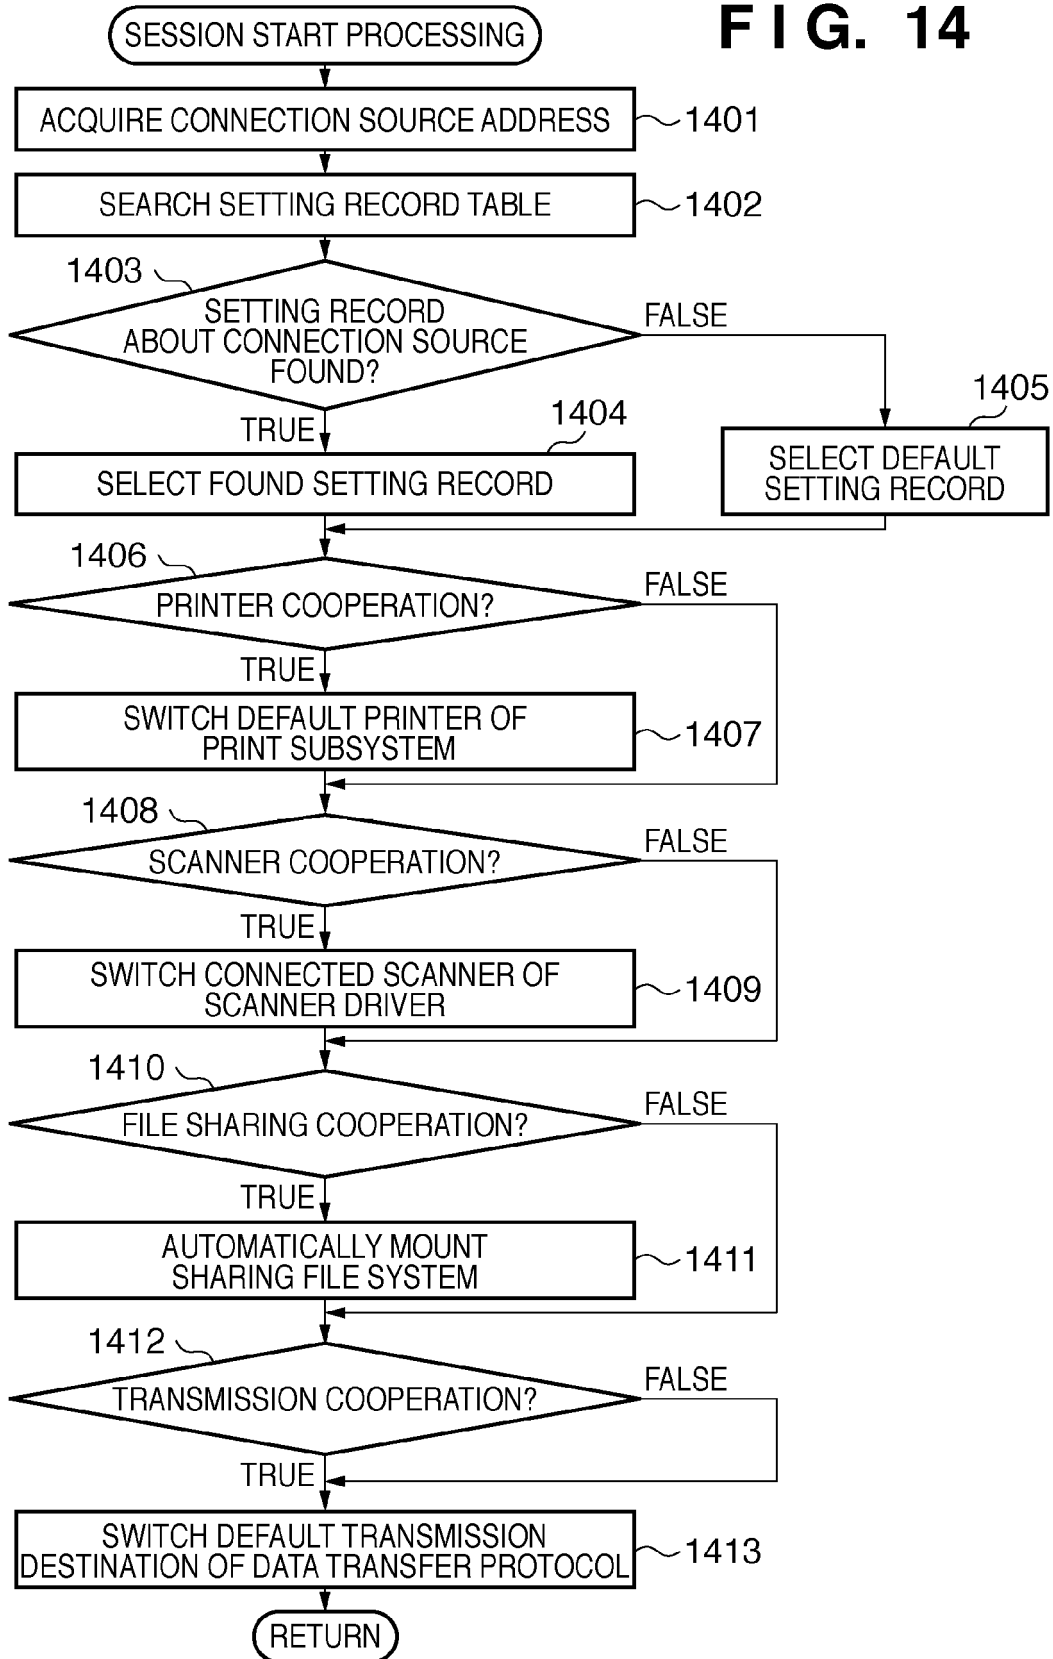 FIG. 14
SESSION START PROCESSING
ACQUIRE CONNECTION SOURCE ADDRESS
1401
SEARCH SETTING RECORD TABLE
1402
1403
SETTING RECORD
ABOUT CONNECTION SOURCE
FOUND?
FALSE
TRUE
1404
SELECT FOUND SETTING RECORD
1405
SELECT DEFAULT
SETTING RECORD
1406
PRINTER COOPERATION?
FALSE
TRUE
SWITCH DEFAULT PRINTER OF
PRINT SUBSYSTEM
1407
1408
SCANNER COOPERATION?
FALSE
TRUE
SWITCH CONNECTED SCANNER OF
SCANNER DRIVER
1409
1410
FILE SHARING COOPERATION?
FALSE
TRUE
AUTOMATICALLY MOUNT
SHARING FILE SYSTEM
1411
1412
TRANSMISSION COOPERATION?
FALSE
TRUE
SWITCH DEFAULT TRANSMISSION
DESTINATION OF DATA TRANSFER PROTOCOL
1413
RETURN